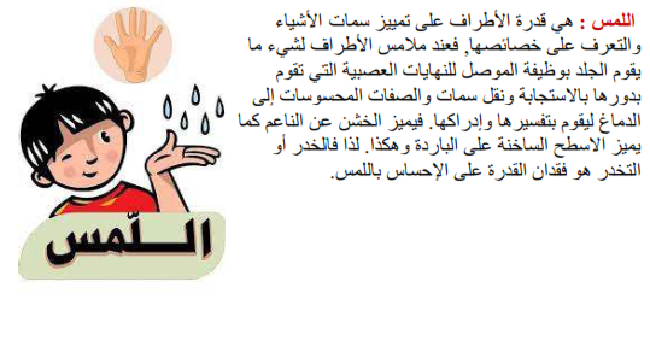 اللمس : هي قدرة الأطراف على تمييز سمات الأشياء
والتعرف على خصائصها, فعند ملامس الأطراف لشيء ما
يقوم الجلد بوظيفة الموصل للنهايات العصبية التي تقوم
بدورها بالاستجابة ونقل سمات والصفات المحسوسات إلى
الدماغ ليقوم بتفسيرها وإدراكها. فيميز الخشن عن الناعم كما
يميز الاسطح الساخنة على الباردة وهكذا. لذا فالخدر أو
التخدر هو فقدان القدرة على الإحساس باللمس.
اللّمس